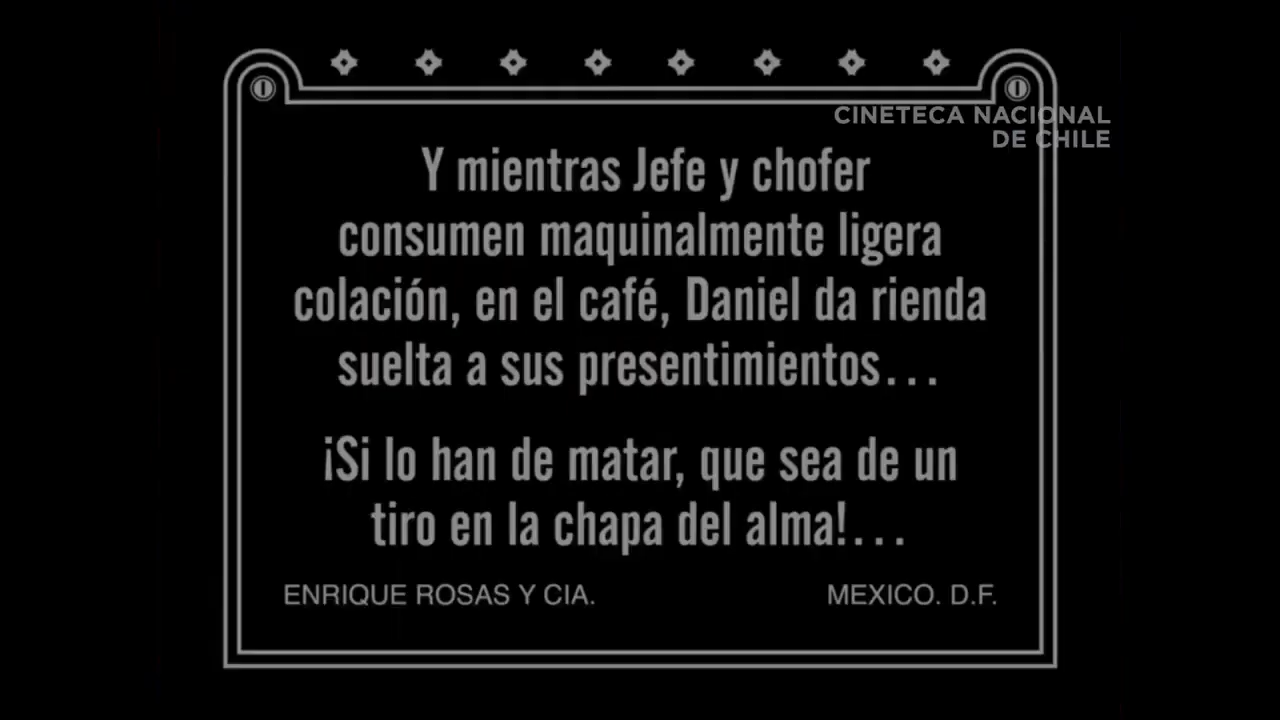 CINETECA NACIONAL
DE CHILE
Y mientras Jefe y chofer
consumen maquinalmente ligera
colación, en el café, Daniel da rienda
suelta a sus presentimientos...
¡Si lo han de matar, que sea de un
tiro en la chapa del alma!...
ENRIQUE ROSAS Y CIA. MEXICO. D.F.